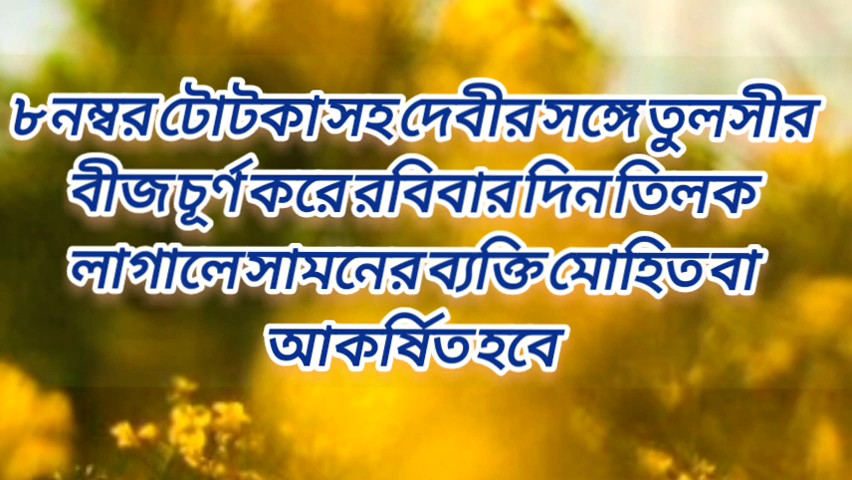 ৮ নম্বর টোটকা সহ দেবীর সঙ্গে তুলসীর
বীজ চূর্ণ করে রবিবার দিন তিলক
লাগালে সামনের ব্যক্তি মোহিত বা
আকর্ষিত হবে